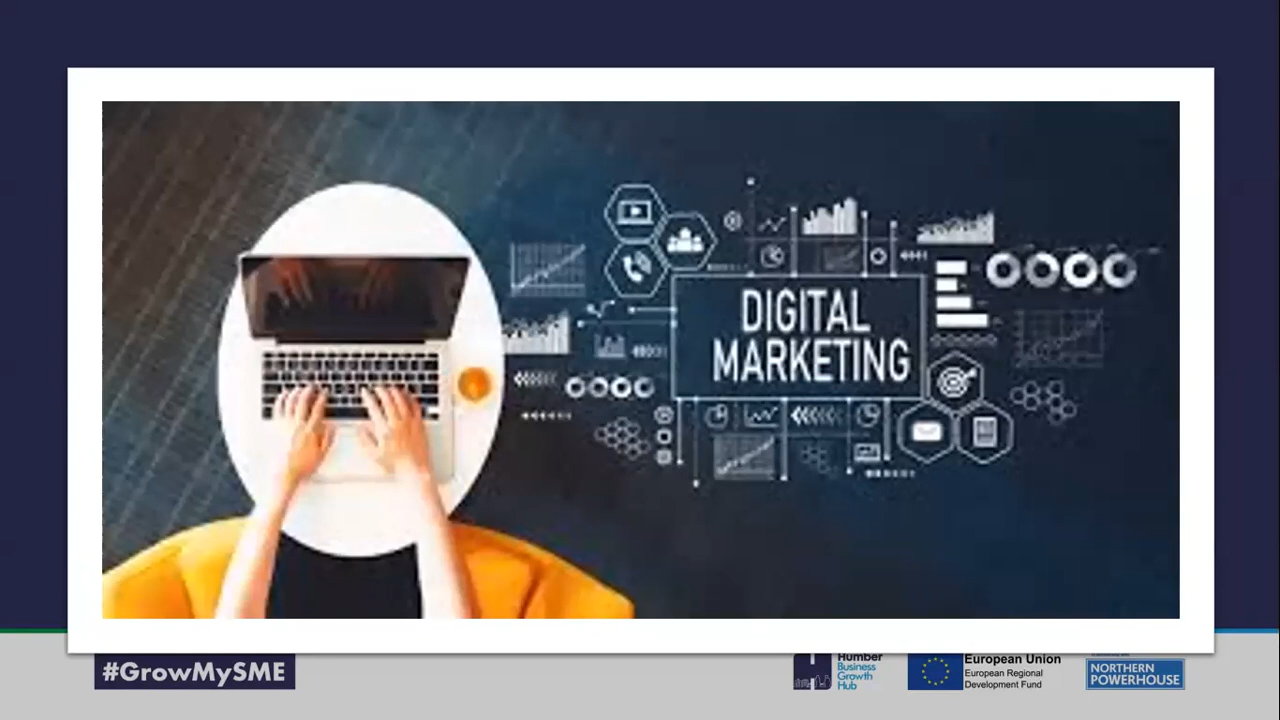 DIGITAL
MARKETING
#GrowMySME
Humber
Business
Growth
Hub
European Union
European Regional
Development Fund
NORTHERN
POWERHOUSE